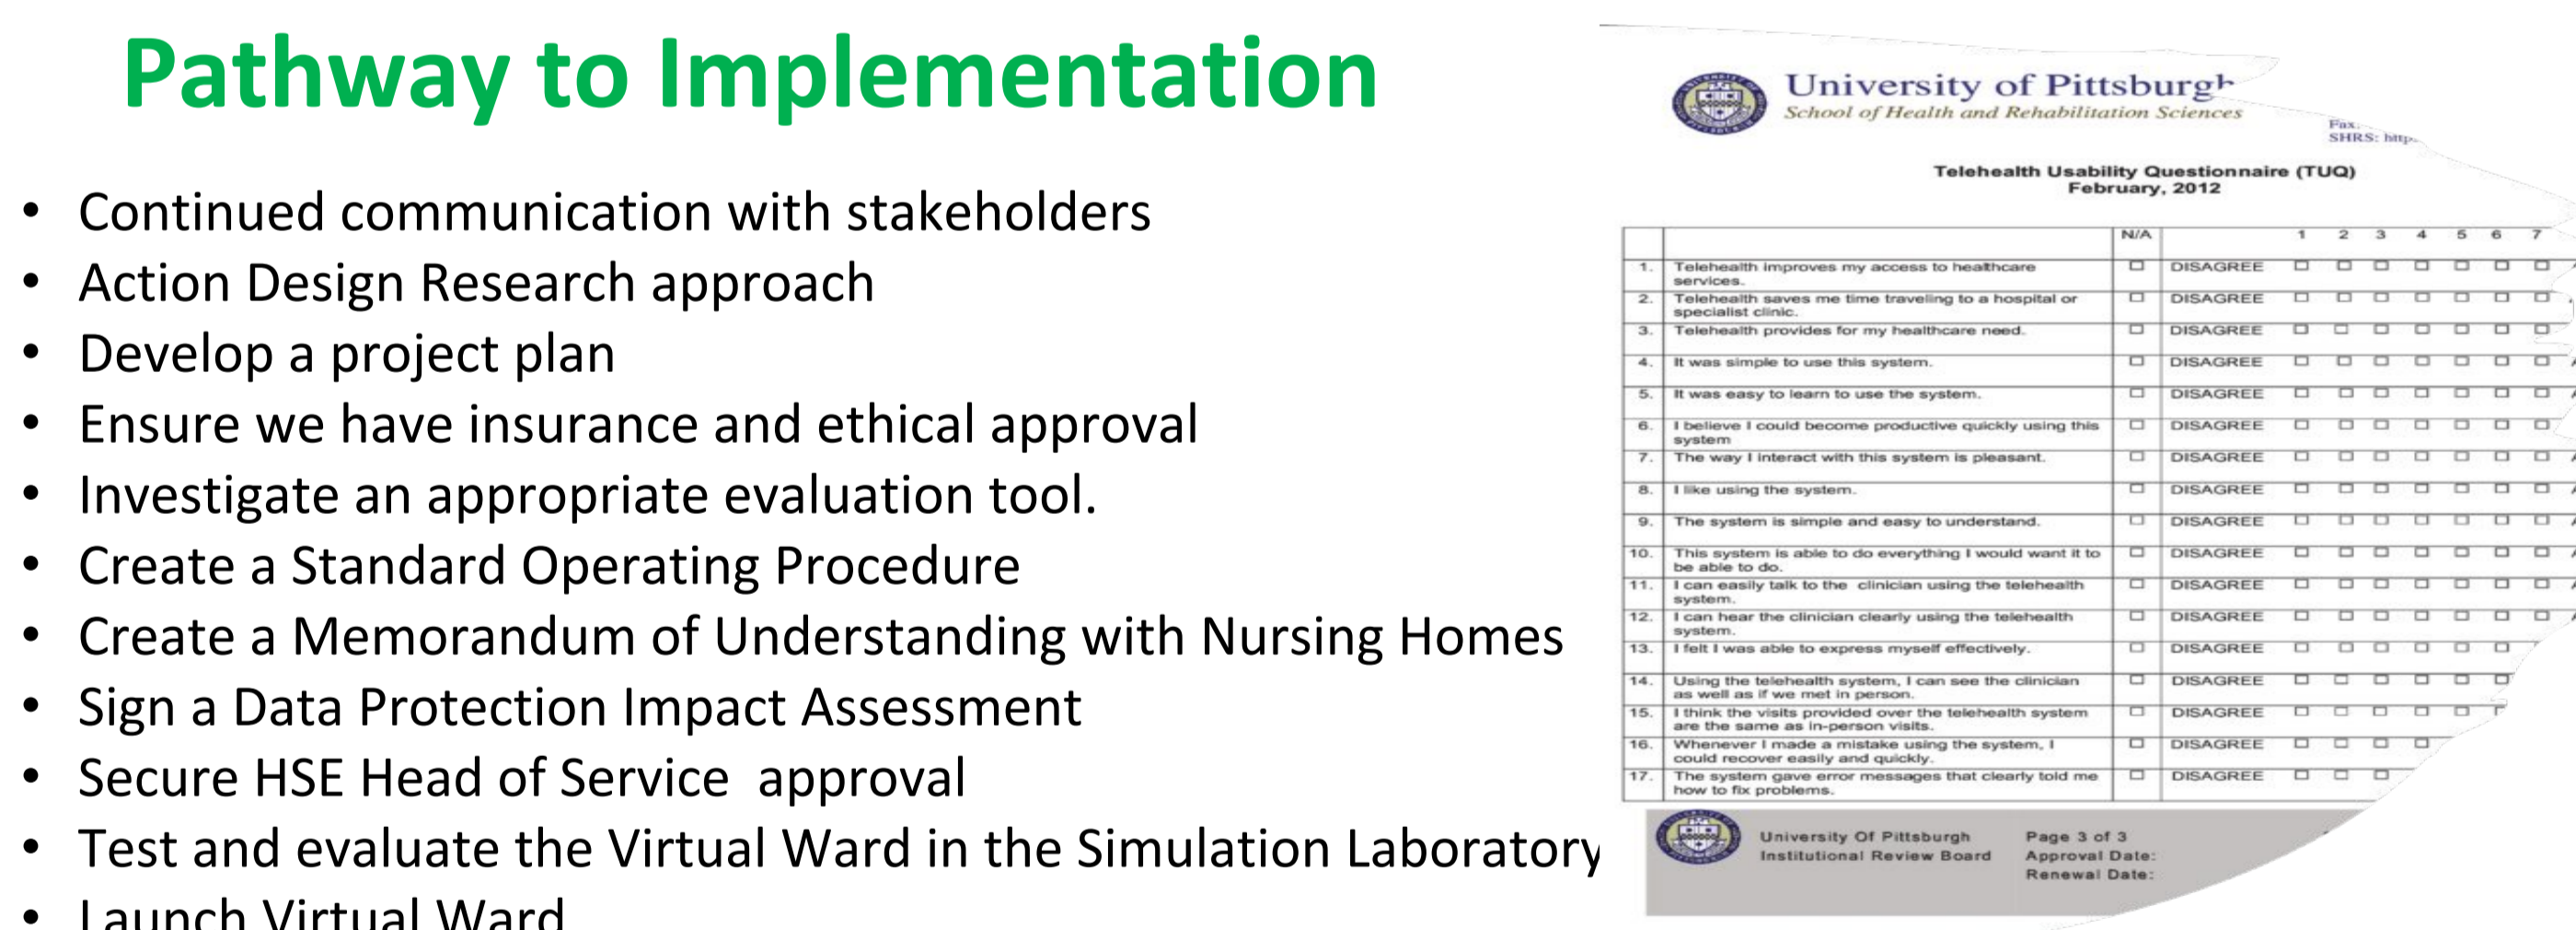 Pathway to Implementation
• Continued communication with stakeholders
• Action Design Research approach
• Develop a project plan
• Ensure we have insurance and ethical approval
• Investigate an appropriate evaluation tool.
• Create a Standard Operating Procedure
• Create a Memorandum of Understanding with Nursing Homes
• Sign a Data Protection Impact Assessment
• Secure HSE Head of Service  approval
• Test and evaluate the Virtual Ward in the Simulation Laboratory
• Launch Virtual Ward
University of Pittsburgh
School of Health and Rehabilitation Sciences
Fax
SHRS: http
Telehealth Usability Questionnaire (TUQ)
February, 2012
N/A 1 2 3 4 5 6 7
1. Telehealth improves my access to healthcare DISAGREE
services.
2. Telehealth saves me time traveling to a hospital or DISAGREE
specialist clinic.
3. Telehealth provides for my healthcare need. DISAGREE
4. It was simple to use this system. DISAGREE
5. It was easy to learn to use the system. DISAGREE
6. I believe I could become productive quickly using this DISAGREE
system
7. The way I interact with this system is pleasant. DISAGREE
8. I like using the system. DISAGREE
9. The system is simple and easy to understand. DISAGREE
10. This system is able to do everything I would want it to DISAGREE
be able to do.
11. I can easily talk to the clinician using the telehealth DISAGREE
system.
12. I can hear the clinician clearly using the telehealth DISAGREE
system.
13. I felt I was able to express myself effectively. DISAGREE
14. Using the telehealth system, I can see the clinician DISAGREE
as well as if we met in person.
15. I think the visits provided over the telehealth system DISAGREE
are the same as in-person visits.
16. Whenever I made a mistake using the system, I DISAGREE
could recover easily and quickly.
17. The system gave error messages that clearly told me DISAGREE
how to fix problems.
University Of Pittsburgh
Institutional Review Board
Page 3 of 3
Approval Date:
Renewal Date: